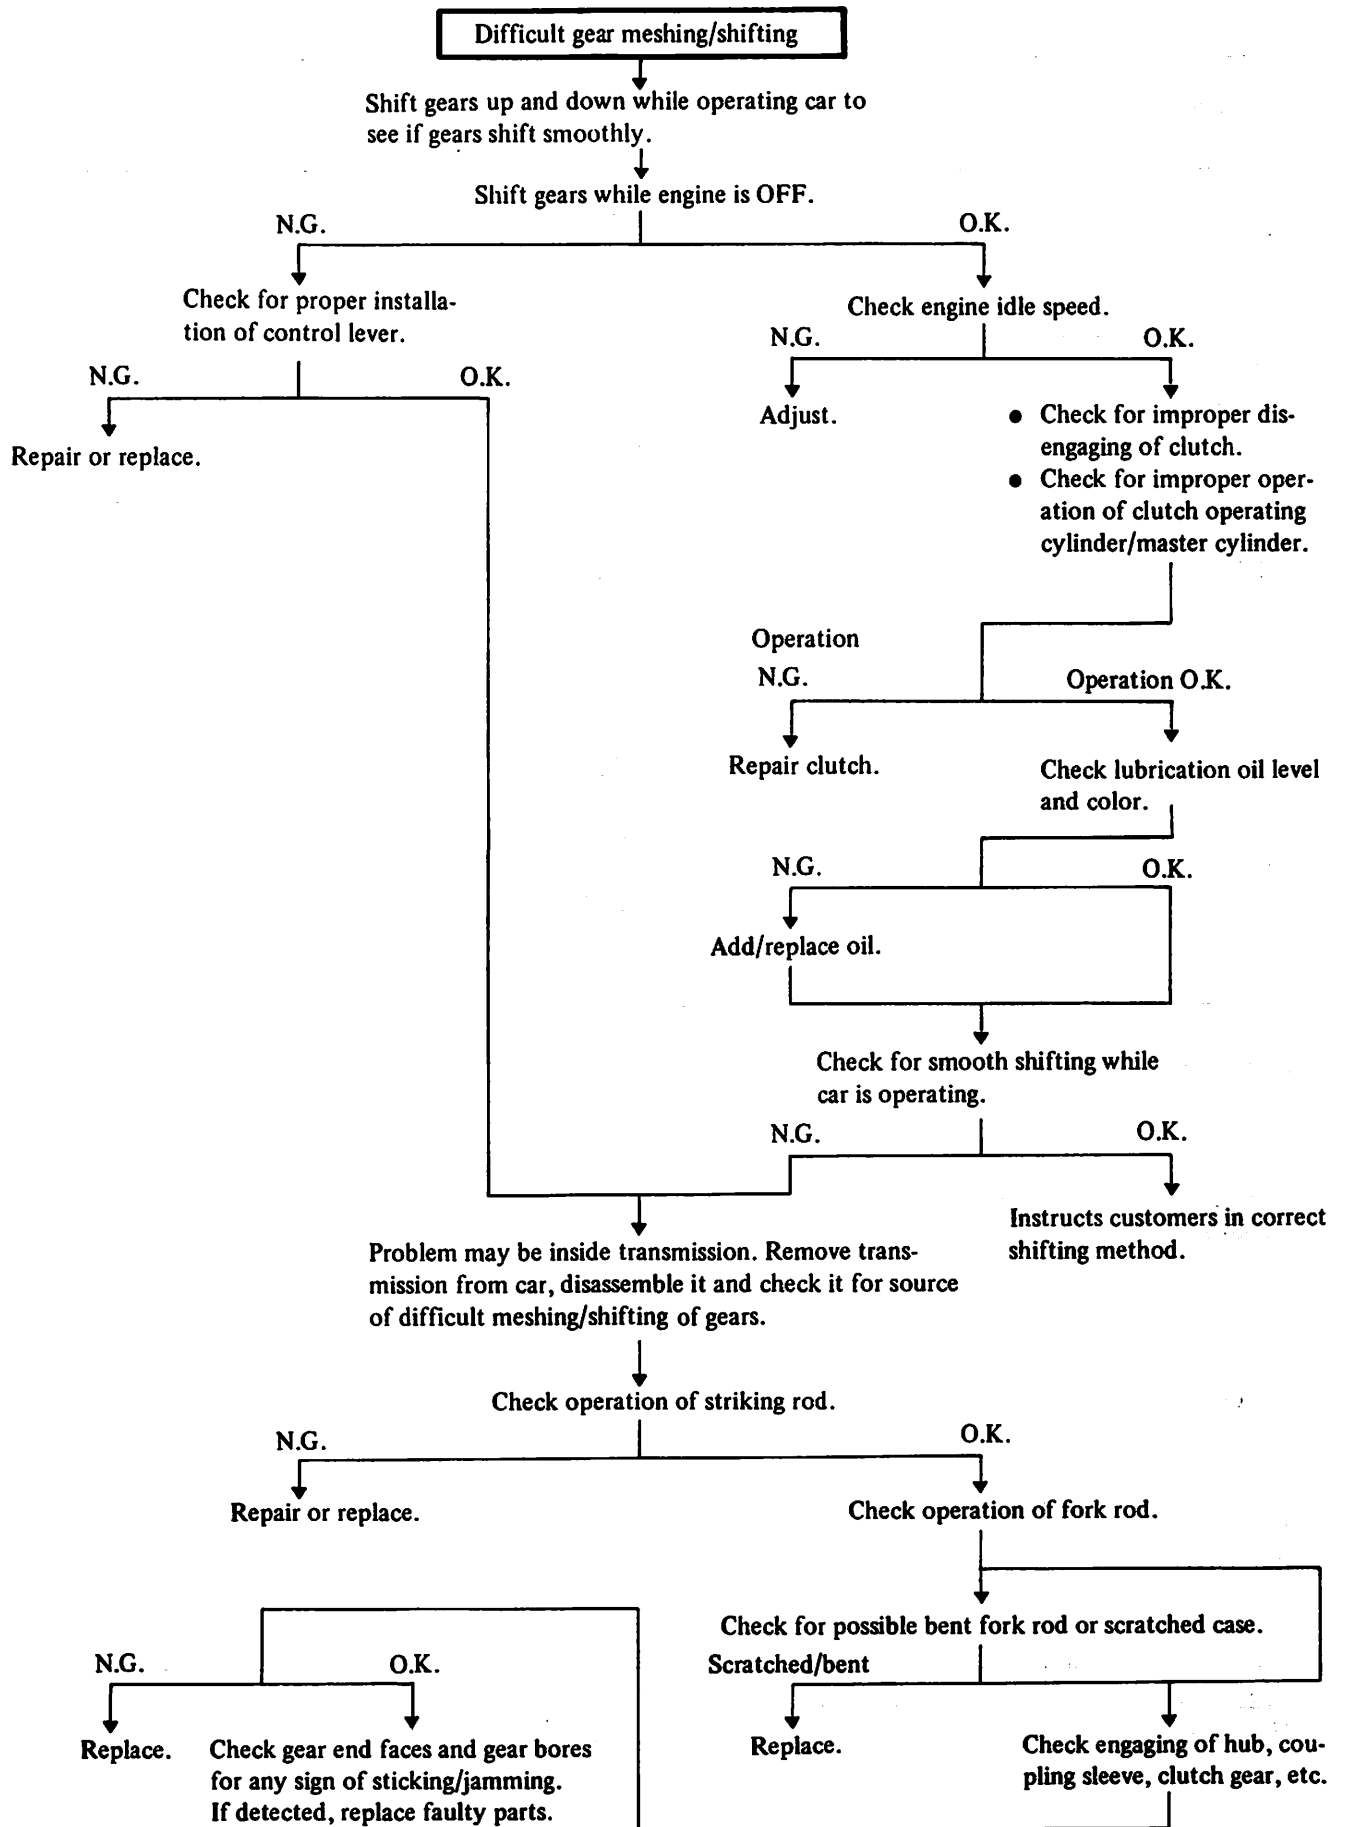 Difficult gear meshing/shifting
Shift gears up and down while operating car to
see if gears shift smoothly.
Shift gears while engine is OFF.
N.G.
O.K.
Check for proper installa-
tion of control lever.
N.G.
O.K.
Repair or replace.
Check engine idle speed.
N.G.
O.K.
Adjust.
● Check for improper dis-
engaging of clutch.
● Check for improper oper-
ation of clutch operating
cylinder/master cylinder.
Operation
N.G.
Operation O.K.
Repair clutch.
Check lubrication oil level
and color.
N.G.
O.K.
Add/replace oil.
Check for smooth shifting while
car is operating.
N.G.
O.K.
Instructs customers in correct
shifting method.
Problem may be inside transmission. Remove trans-
mission from car, disassemble it and check it for source
of difficult meshing/shifting of gears.
Check operation of striking rod.
N.G.
O.K.
Repair or replace.
Check operation of fork rod.
Check for possible bent fork rod or scratched case.
Scratched/bent
Replace.
Check engaging of hub, cou-
pling sleeve, clutch gear, etc.
N.G.
O.K.
Replace.
Check gear end faces and gear bores
for any sign of sticking/jamming.
If detected, replace faulty parts.